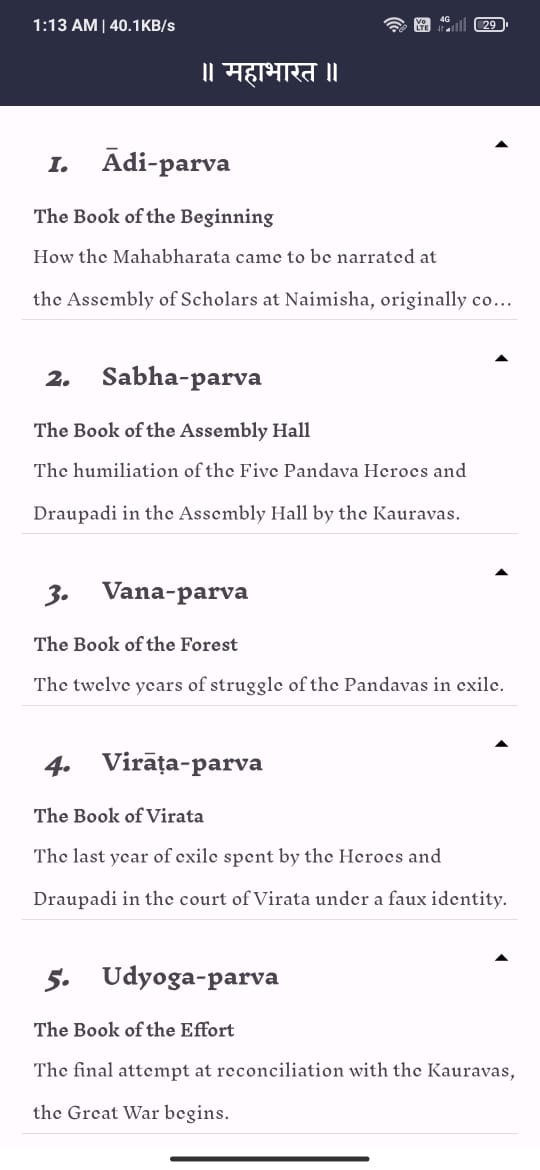 1:13 AM | 40.1KB/s
Vo LTE 4G 29
॥ महाभारत ॥
1. Ādi-parva
The Book of the Beginning
How the Mahabharata came to be narrated at
the Assembly of Scholars at Naimisha, originally co...
2. Sabha-parva
The Book of the Assembly Hall
The humiliation of the Five Pandava Heroes and
Draupadi in the Assembly Hall by the Kauravas.
3. Vana-parva
The Book of the Forest
The twelve years of struggle of the Pandavas in exile.
4. Virāṭa-parva
The Book of Virata
The last year of exile spent by the Heroes and
Draupadi in the court of Virata under a faux identity.
5. Udyoga-parva
The Book of the Effort
The final attempt at reconciliation with the Kauravas,
the Great War begins.